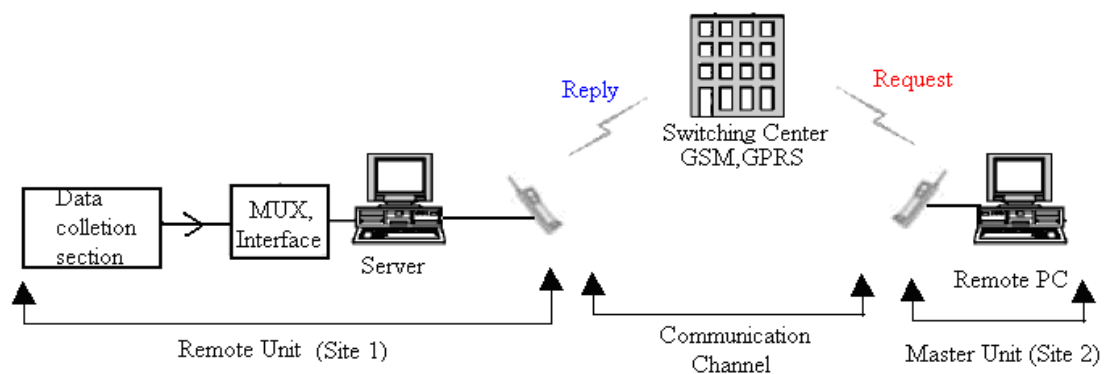 Reply
Request
Switching Center
GSM,GPRS
Data
colletion
section
MUX,
Interface
Server
Remote PC
Remote Unit (Site 1)
Communication
Channel
Master Unit (Site 2)